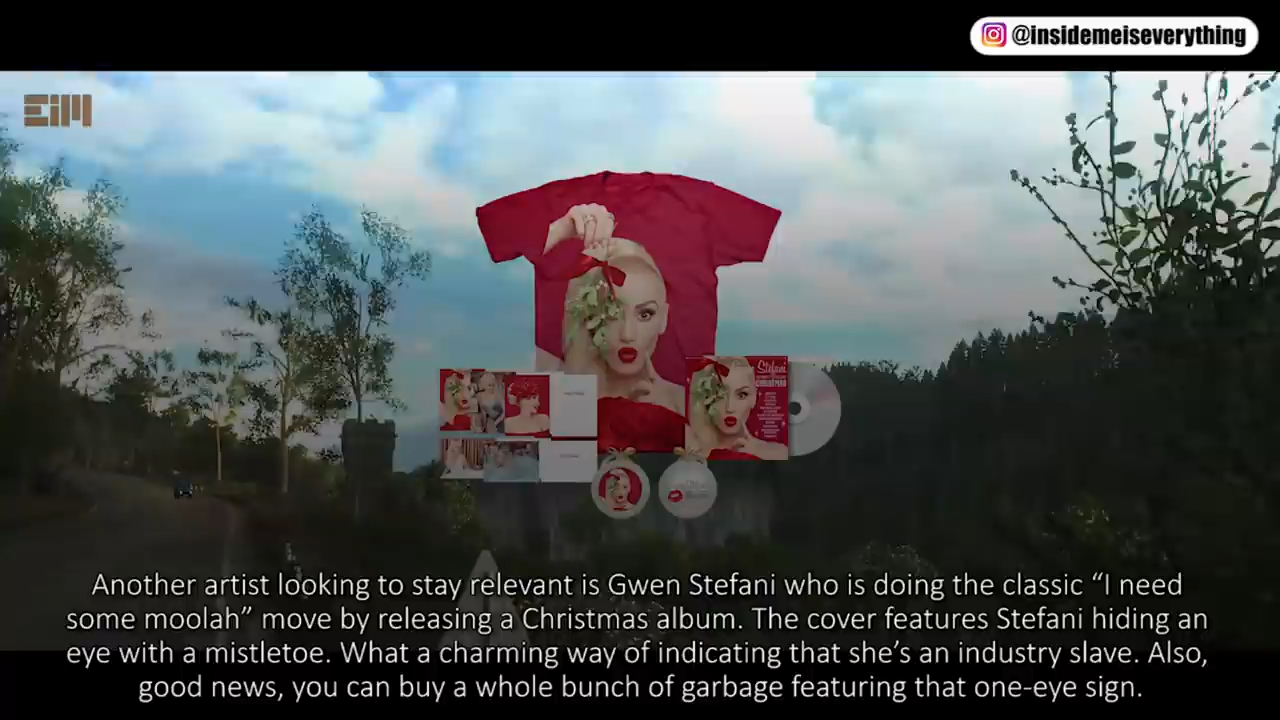 @insidemeiseverything
EIM
Stefani
CHRISTMAS
Another artist looking to stay relevant is Gwen Stefani who is doing the classic “I need
some moolah” move by releasing a Christmas album. The cover features Stefani hiding an
eye with a mistletoe. What a charming way of indicating that she’s an industry slave. Also,
good news, you can buy a whole bunch of garbage featuring that one-eye sign.